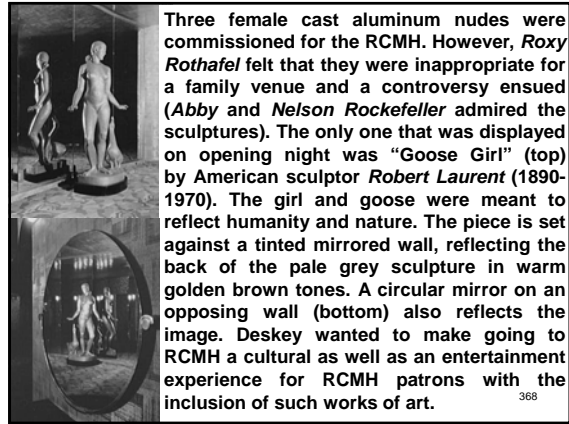 Three female cast aluminum nudes were
commissioned for the RCMH. However, Roxy
Rothafel felt that they were inappropriate for
a family venue and a controversy ensued
(Abby and Nelson Rockefeller admired the
sculptures). The only one that was displayed
on opening night was “Goose Girl” (top)
by American sculptor Robert Laurent (1890-
1970). The girl and goose were meant to
reflect humanity and nature. The piece is set
against a tinted mirrored wall, reflecting the
back of the pale grey sculpture in warm
golden brown tones. A circular mirror on an
opposing wall (bottom) also reflects the
image. Deskey wanted to make going to
RCMH a cultural as well as an entertainment
experience for RCMH patrons with the
inclusion of such works of art.
368